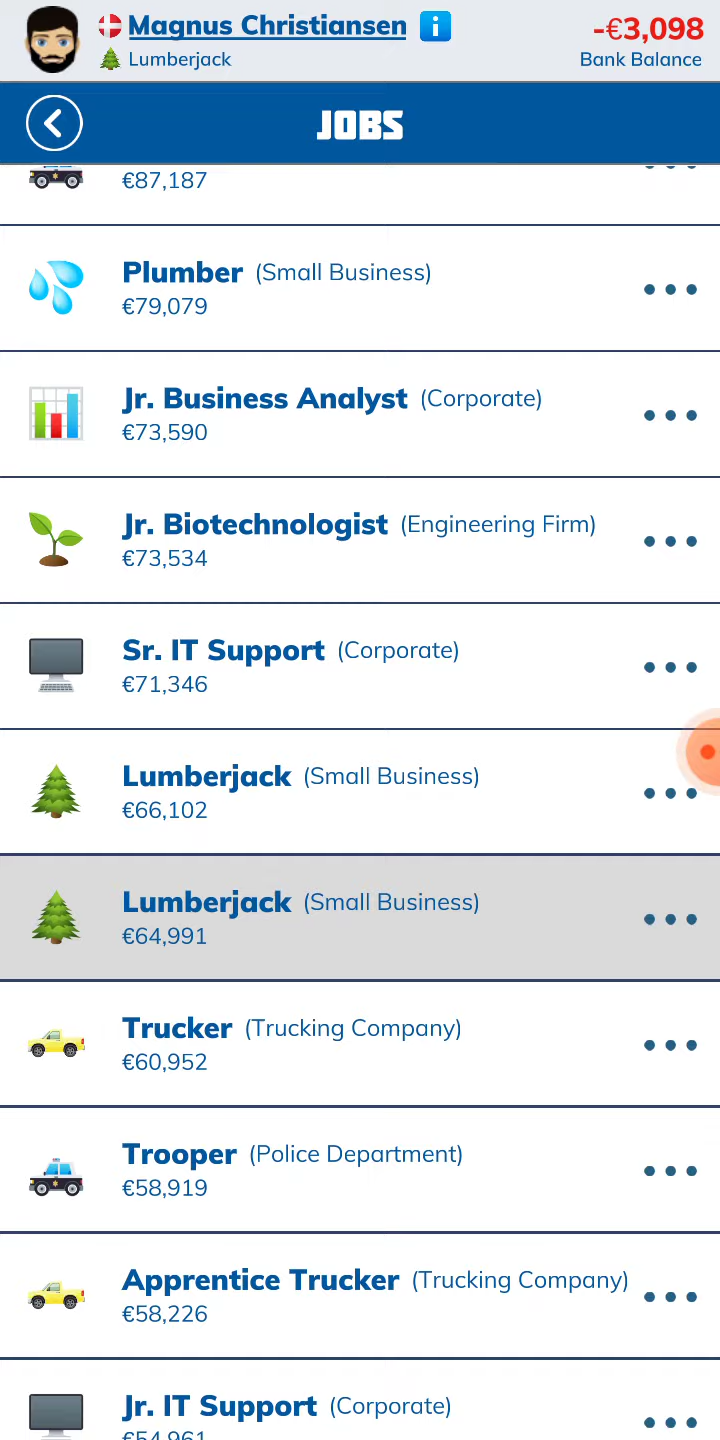 Magnus Christiansen
-€3,098
Lumberjack
Bank Balance
JOBS
€87,187
Plumber (Small Business)
€79,079
Jr. Business Analyst (Corporate)
€73,590
Jr. Biotechnologist (Engineering Firm)
€73,534
Sr. IT Support (Corporate)
€71,346
Lumberjack (Small Business)
€66,102
Lumberjack (Small Business)
€64,991
Trucker (Trucking Company)
€60,952
Trooper (Police Department)
€58,919
Apprentice Trucker (Trucking Company)
€58,226
Jr. IT Support (Corporate)
€54,961